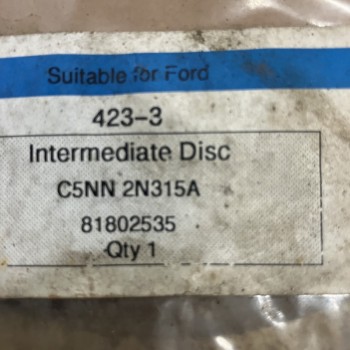 Suitable for Ford
423-3
Intermediate Disc
C5NN 2N315A
81802535
Qty 1